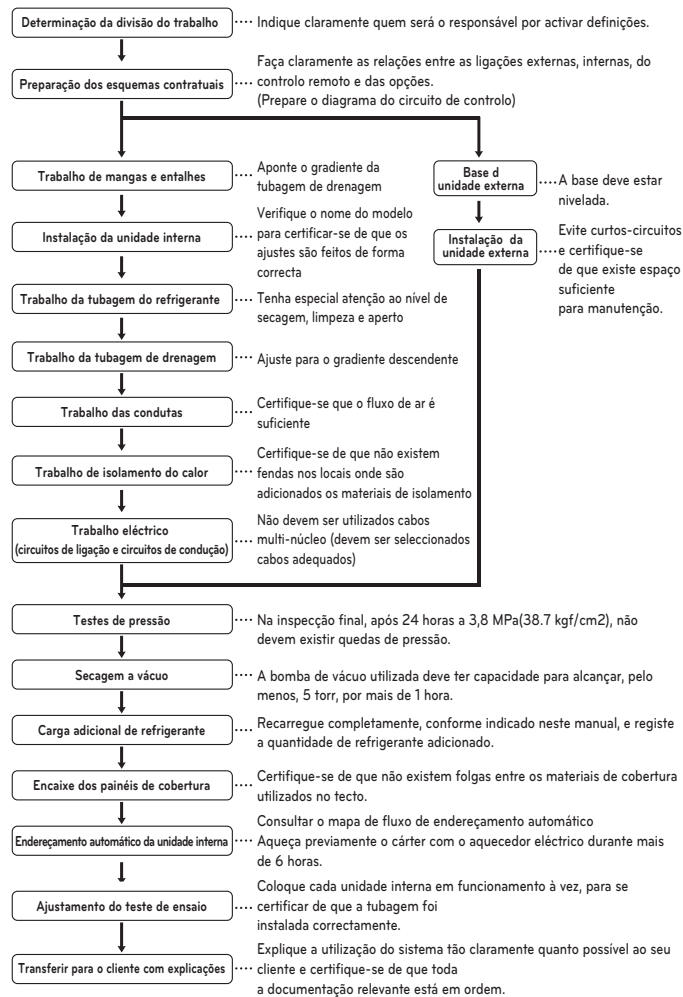 Determinação da divisão do trabalho
Indique claramente quem será o responsável por activar definições.
Preparação dos esquemas contratuais
Faça claramente as relações entre as ligações externas, internas, do
controlo remoto e das opções.
(Prepare o diagrama do circuito de controlo)
Trabalho de mangas e entalhes
Aponte o gradiente da
tubagem de drenagem
Instalação da unidade interna
Verifique o nome do modelo
para certificar-se de que os
ajustes são feitos de forma
correcta
Trabalho da tubagem do refrigerante
Tenha especial atenção ao nível de
secagem, limpeza e aperto
Trabalho da tubagem de drenagem
Ajuste para o gradiente descendente
Trabalho das condutas
Certifique-se que o fluxo de ar é
suficiente
Trabalho de isolamento do calor
Certifique-se de que não existem
fendas nos locais onde são
adicionados os materiais de isolamento
Trabalho eléctrico
(circuitos de ligação e circuitos de condução)
Não devem ser utilizados cabos
multi-núcleo (devem ser seleccionados
cabos adequados)
Base d
unidade externa
A base deve estar
nivelada.
Instalação da
unidade externa
Evite curtos-circuitos
e certifique-se
de que existe espaço
suficiente
para manutenção.
Testes de pressão
Na inspecção final, após 24 horas a 3,8 MPa(38.7 kgf/cm2), não
devem existir quedas de pressão.
Secagem a vácuo
A bomba de vácuo utilizada deve ter capacidade para alcançar, pelo
menos, 5 torr, por mais de 1 hora.
Carga adicional de refrigerante
Recarregue completamente, conforme indicado neste manual, e registe
a quantidade de refrigerante adicionado.
Encaixe dos painéis de cobertura
Certifique-se de que não existem folgas entre os materiais de cobertura
utilizados no tecto.
Endereçamento automático da unidade interna
Consultar o mapa de fluxo de endereçamento automático
Aqueça previamente o cárter com o aquecedor eléctrico durante mais
de 6 horas.
Ajustamento do teste de ensaio
Coloque cada unidade interna em funcionamento à vez, para se
certificar de que a tubagem foi
instalada correctamente.
Transferir para o cliente com explicações
Explique a utilização do sistema tão claramente quanto possível ao seu
cliente e certifique-se de que toda
a documentação relevante está em ordem.